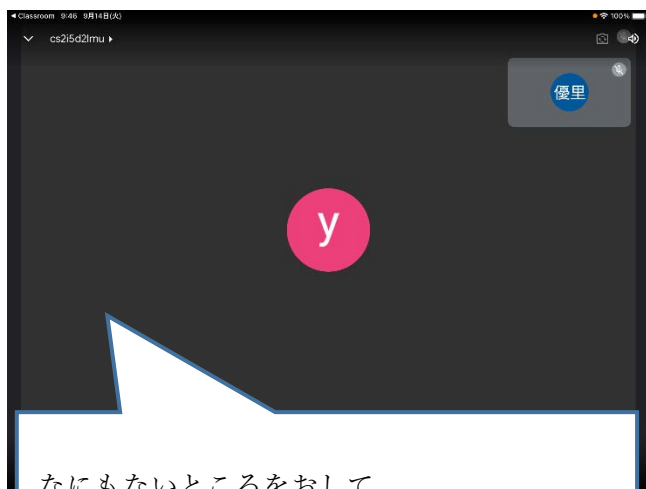 ◀Classroom 9:46 9月14日(火)
100%
cs2i5d2lmu ▸
優里
y
なにもないところをおして